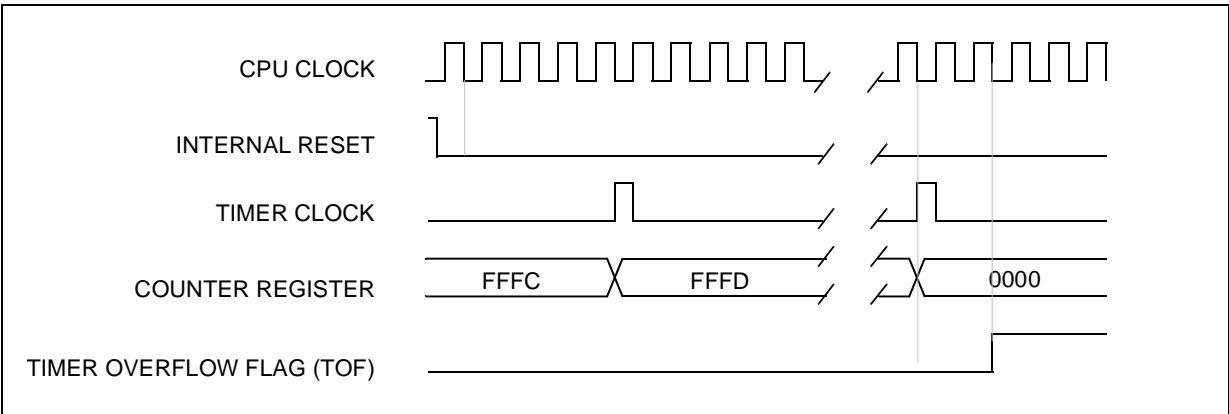 CPU CLOCK
INTERNAL RESET
TIMER CLOCK
COUNTER REGISTER
FFFC
FFFD
0000
TIMER OVERFLOW FLAG (TOF)